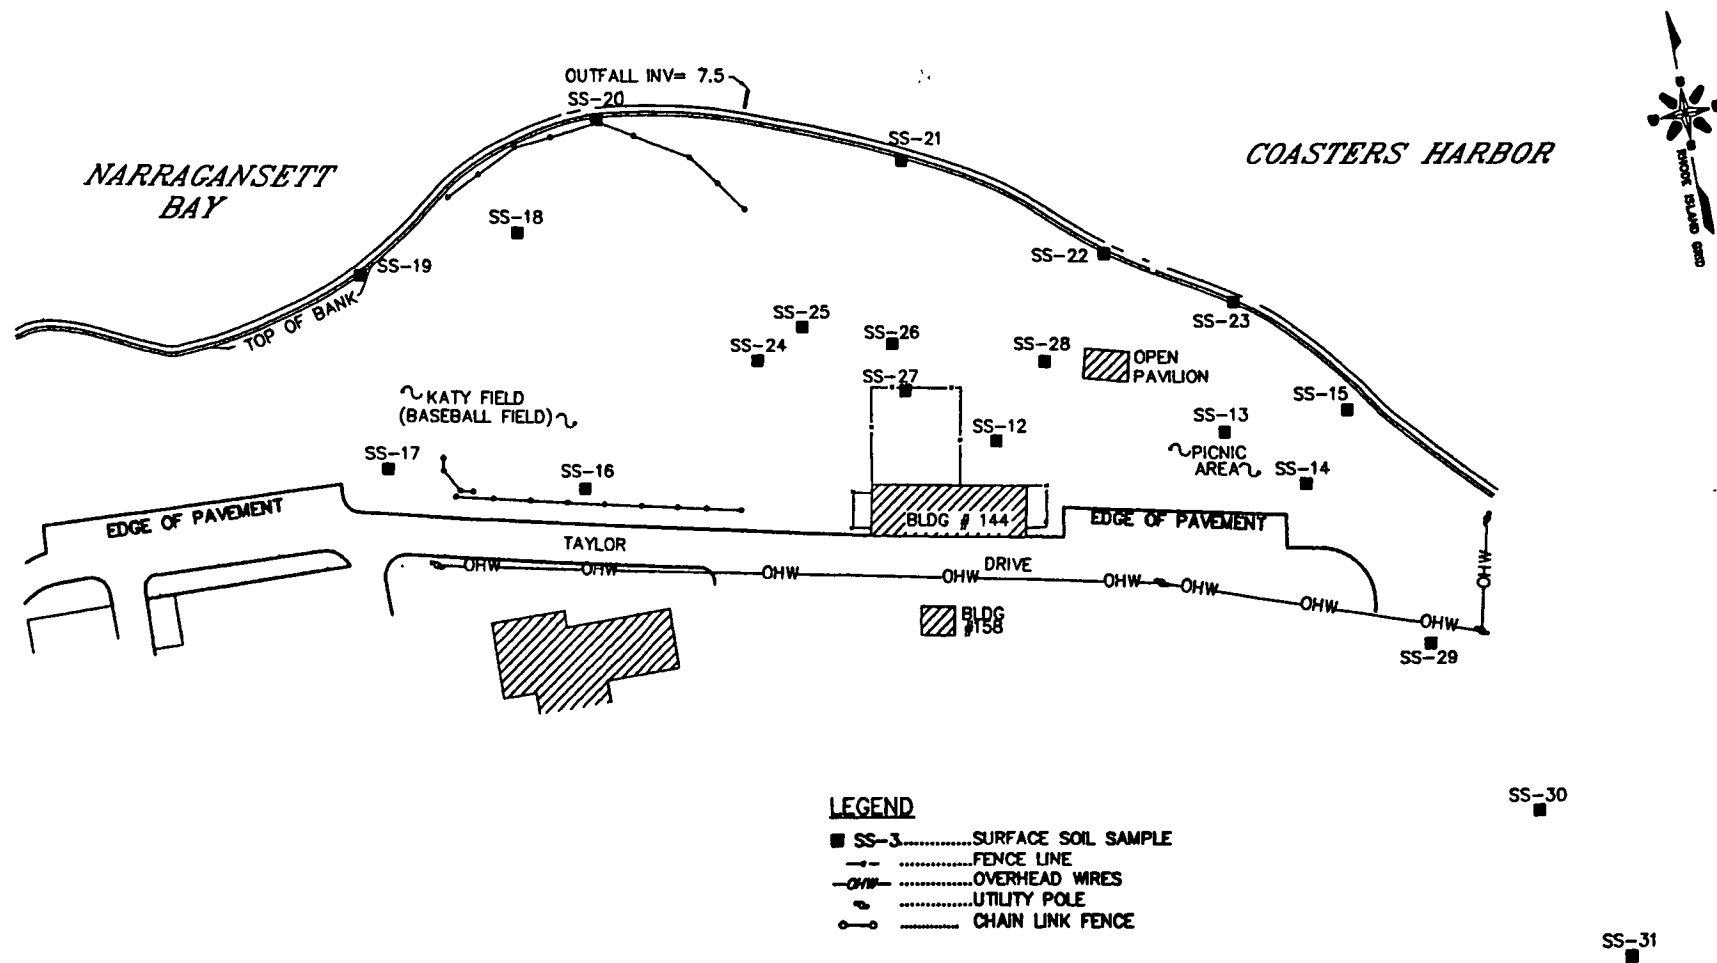 OUTFALL INV= 7.5
SS-20
SS-21
NARRAGANSETT
BAY
COASTERS HARBOR
RHODE ISLAND GRID
SS-18
SS-19
SS-22
TOP OF BANK
SS-23
SS-25
SS-26
SS-24
SS-28
OPEN
PAVILION
SS-27
KATY FIELD
(BASEBALL FIELD)
SS-15
SS-13
SS-12
PICNIC
AREA
SS-14
SS-17
SS-16
EDGE OF PAVEMENT
BLDG # 144
EDGE OF PAVEMENT
TAYLOR
DRIVE
OHW
OHW
OHW
OHW
OHW
OHW
OHW
OHW
OHW
BLDG
#158
SS-29
LEGEND
SS-3..............SURFACE SOIL SAMPLE
..............FENCE LINE
OHW ..............OVERHEAD WIRES
..............UTILITY POLE
.............. CHAIN LINK FENCE
SS-30
SS-31